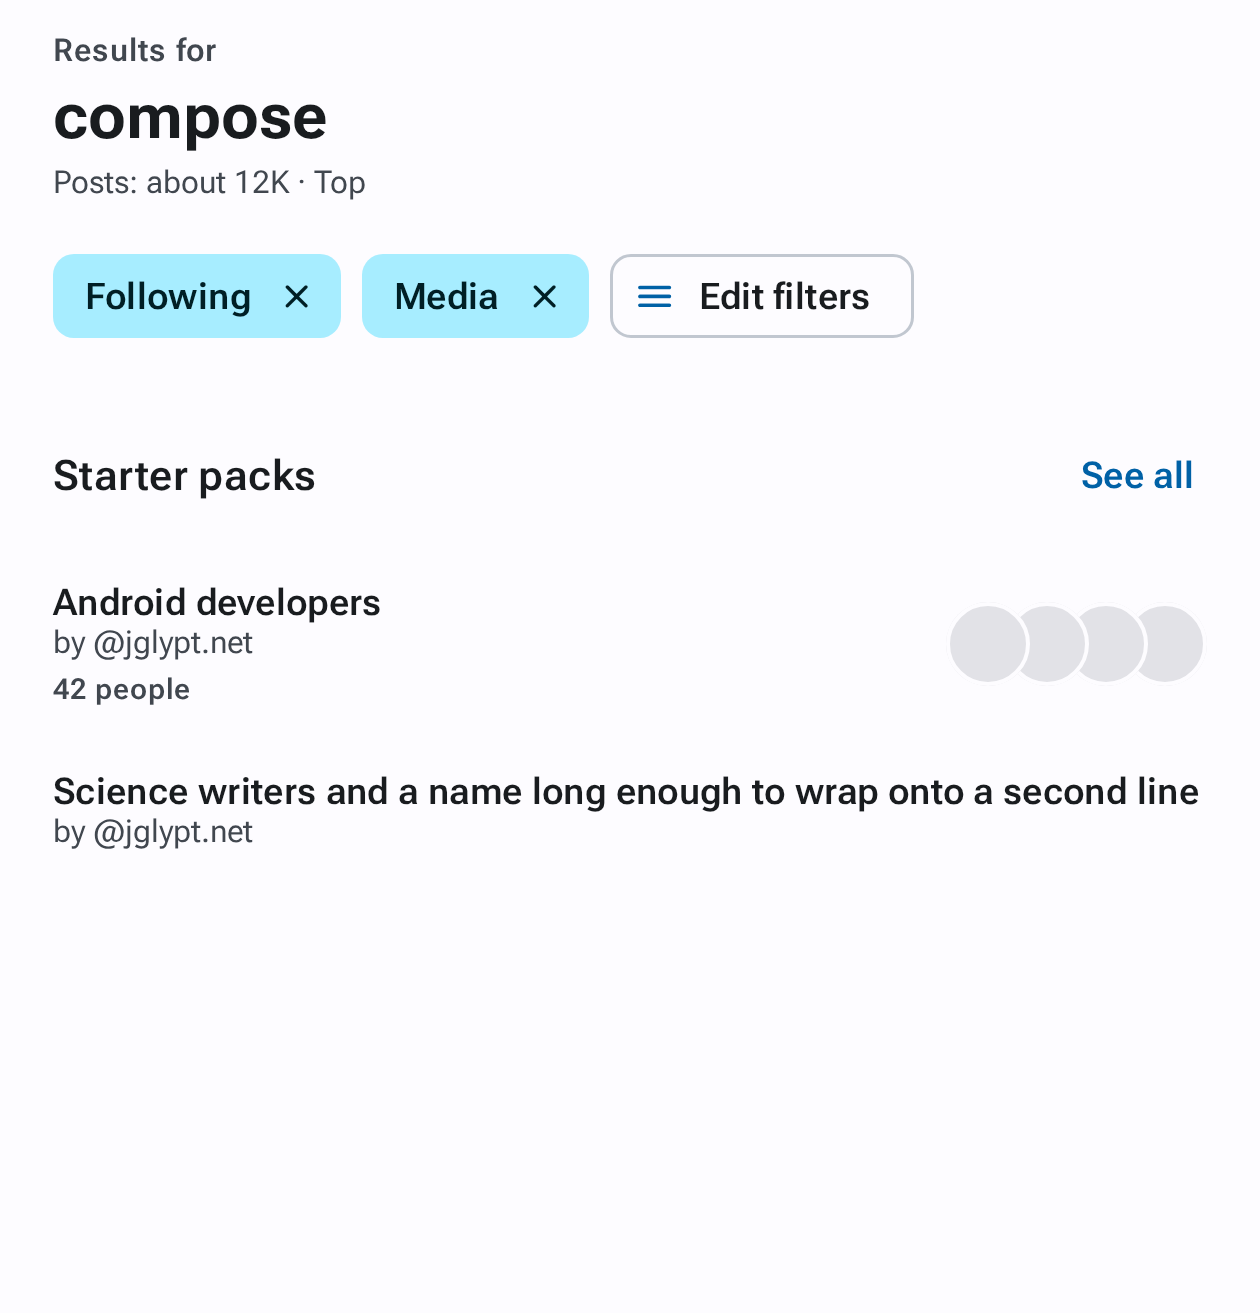 Results for
compose
Posts: about 12K · Top
Following
Media
Edit filters
Starter packs
See all
Android developers
by @jglypt.net
42 people
Science writers and a name long enough to wrap onto a second line
by @jglypt.net